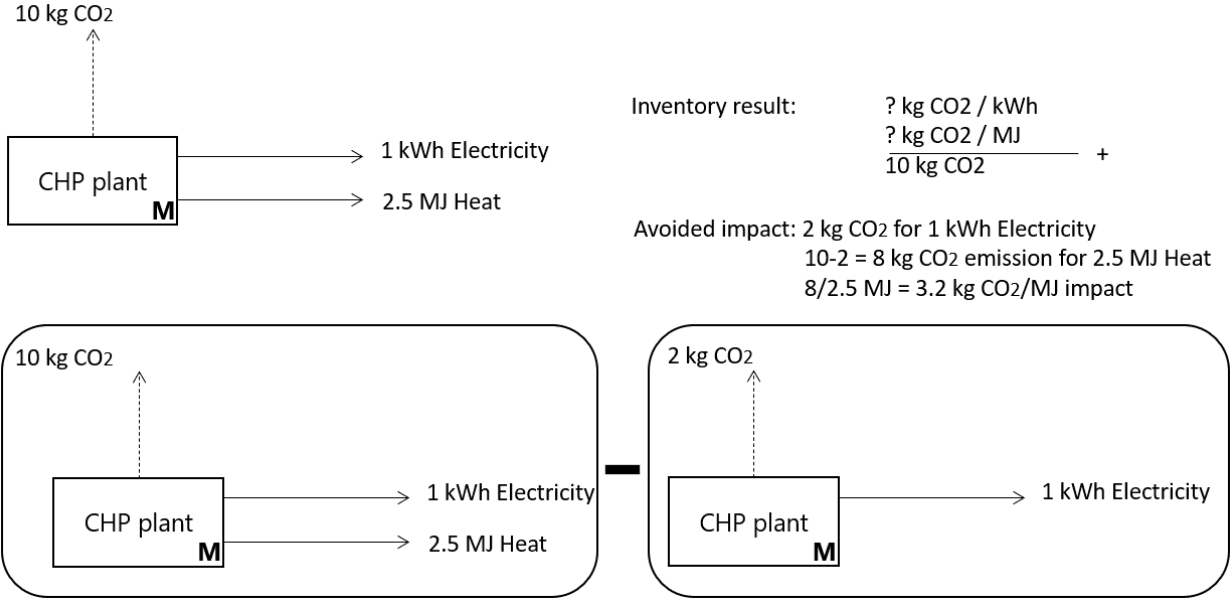 10 kg CO2
CHP plant
M
1 kWh Electricity
2.5 MJ Heat
Inventory result:
? kg CO2 / kWh
? kg CO2 / MJ
+
10 kg CO2
Avoided impact: 2 kg CO2 for 1 kWh Electricity
10-2 = 8 kg CO2 emission for 2.5 MJ Heat
8/2.5 MJ = 3.2 kg CO2/MJ impact
10 kg CO2
CHP plant
M
1 kWh Electricity
2.5 MJ Heat
2 kg CO2
CHP plant
M
1 kWh Electricity